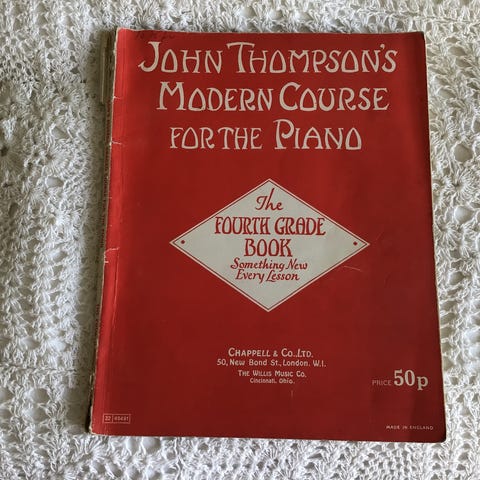 JOHN THOMPSON'S
MODERN COURSE
FOR THE PIANO
The
FOURTH GRADE
BOOK
Something New
Every Lesson
CHAPPELL & CO., LTD.
50, New Bond St., London. W.1.
THE WILLIS MUSIC CO.
Cincinnati, Ohio.
PRICE 50p
MADE IN ENGLAND